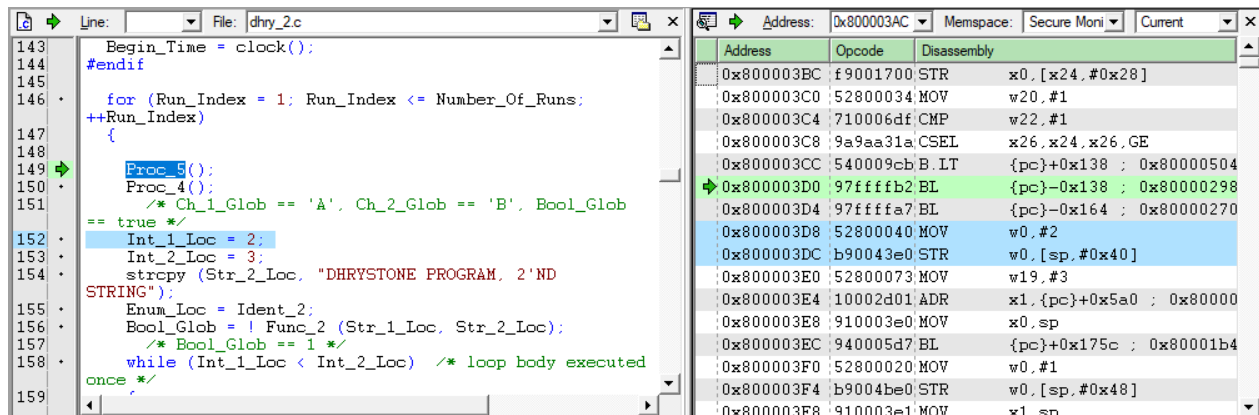 Line: File: dhry_2.c
143 Begin_Time = clock();
144 #endif
145
146 for (Run_Index = 1; Run_Index <= Number_Of_Runs;
++Run_Index)
147 {
148
149 Proc_5();
150 Proc_4();
151 /* Ch_1_Glob == 'A', Ch_2_Glob == 'B', Bool_Glob
== true */
152 Int_1_Loc = 2;
153 Int_2_Loc = 3;
154 strcpy (Str_2_Loc, "DHRYSTONE PROGRAM, 2'ND
STRING");
155 Enum_Loc = Ident_2;
156 Bool_Glob = ! Func_2 (Str_1_Loc, Str_2_Loc);
157 /* Bool_Glob == 1 */
158 while (Int_1_Loc < Int_2_Loc) /* loop body executed
once */
159
Address: 0x800003AC Memspace: Secure Moni Current
Address Opcode Disassembly
0x800003BC f9001700 STR x0,[x24,#0x28]
0x800003C0 52800034 MOV w20,#1
0x800003C4 710006df CMP w22,#1
0x800003C8 9a9aa31a CSEL x26,x24,x26,GE
0x800003CC 540009cb B.LT {pc}+0x138 ; 0x80000504
0x800003D0 97ffffb2 BL {pc}-0x138 ; 0x80000298
0x800003D4 97ffffa7 BL {pc}-0x164 ; 0x80000270
0x800003D8 52800040 MOV w0,#2
0x800003DC b90043e0 STR w0,[sp,#0x40]
0x800003E0 52800073 MOV w19,#3
0x800003E4 10002d01 ADR x1,{pc}+0x5a0 ; 0x80000
0x800003E8 910003e0 MOV x0,sp
0x800003EC 940005d7 BL {pc}+0x175c ; 0x80001b4
0x800003F0 52800020 MOV w0,#1
0x800003F4 b9004be0 STR w0,[sp,#0x48]
0x800003F8 910003e1 MOV x1,sp